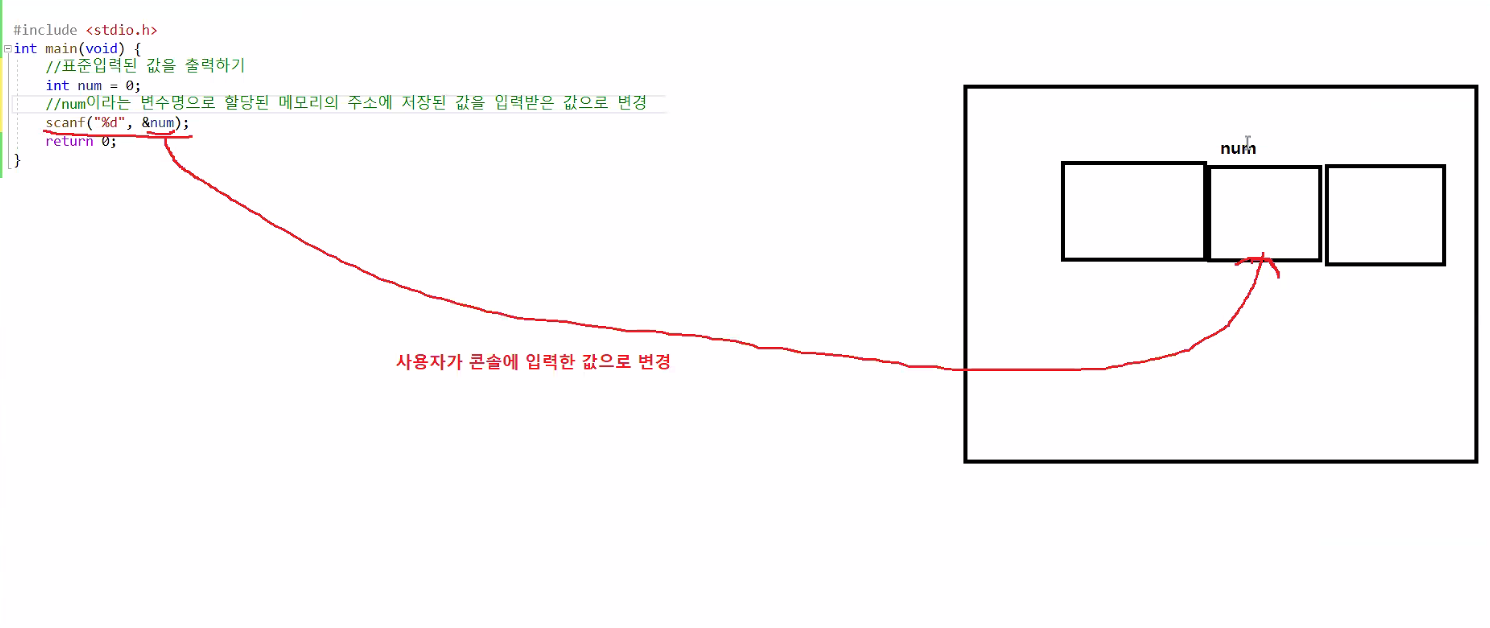 #include <stdio.h>
int main(void) {
//표준입력된 값을 출력하기
int num = 0;
//num이라는 변수명으로 할당된 메모리의 주소에 저장된 값을 입력받은 값으로 변경
scanf("%d", &num);
return 0;
}
num
사용자가 콘솔에 입력한 값으로 변경